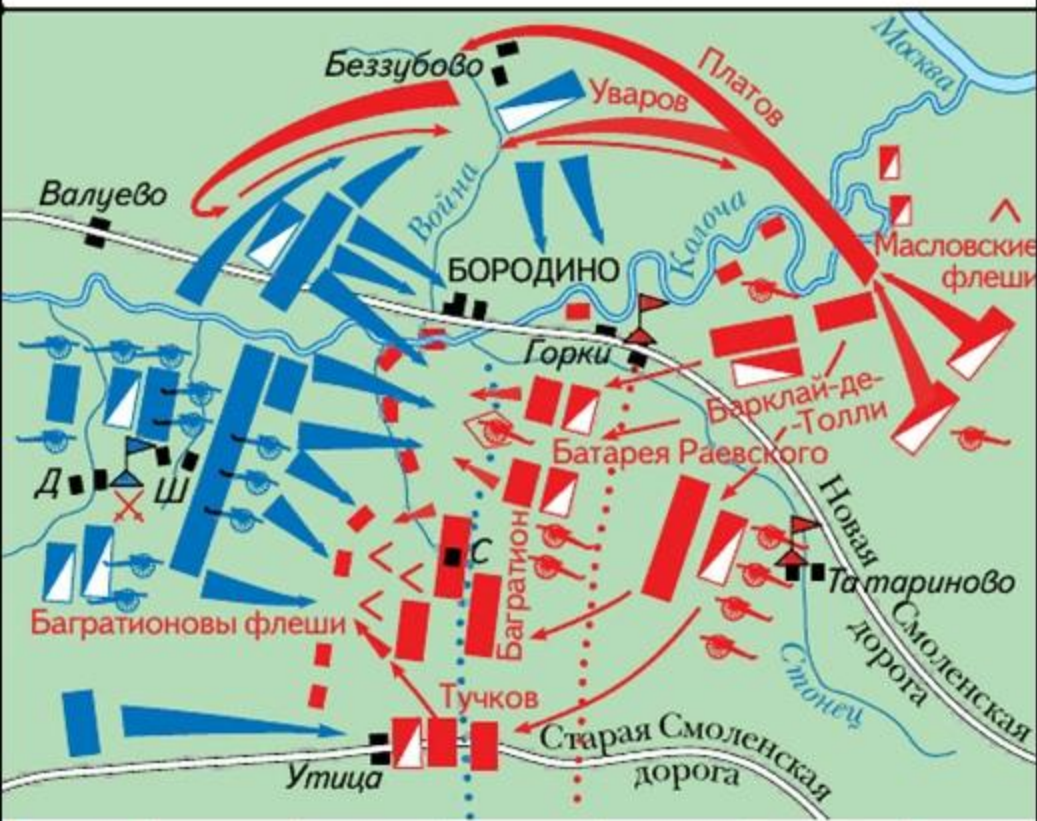 Москва
Беззубово
Уваров
Платов
Валуево
Война
Колоча
Масловские
флеши
БОРОДИНО
Горки
Барклай-де-
-Толли
Батарея Раевского
Д
Ш
С
Багратион
Новая
Смоленская
дорога
Татариново
Багратионовы флеши
Стонец
Тучков
Старая Смоленская
дорога
Утица